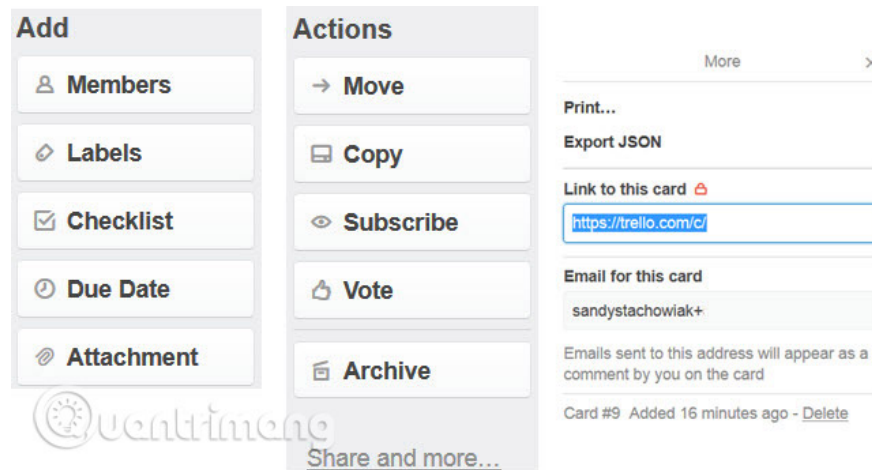 Add
Members
Labels
Checklist
Due Date
Attachment
Quantrimang
Actions
Move
Copy
Subscribe
Vote
Archive
Share and more...
More
Print...
Export JSON
Link to this card
https://trello.com/c/
Email for this card
sandystachowiak+
Emails sent to this address will appear as a
comment by you on the card
Card #9 Added 16 minutes ago - Delete